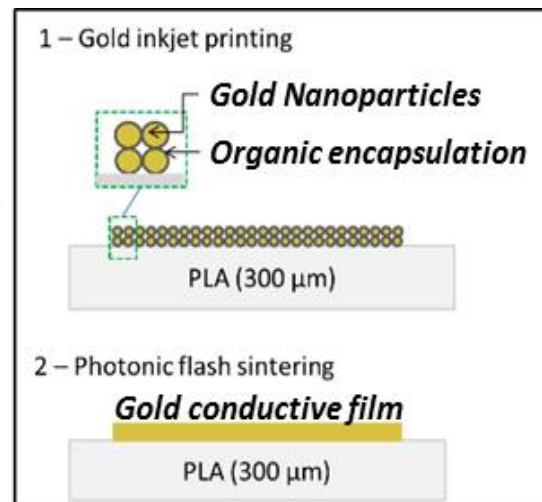 1 – Gold inkjet printing
Gold Nanoparticles
Organic encapsulation
PLA (300 µm)
2 – Photonic flash sintering
Gold conductive film
PLA (300 µm)